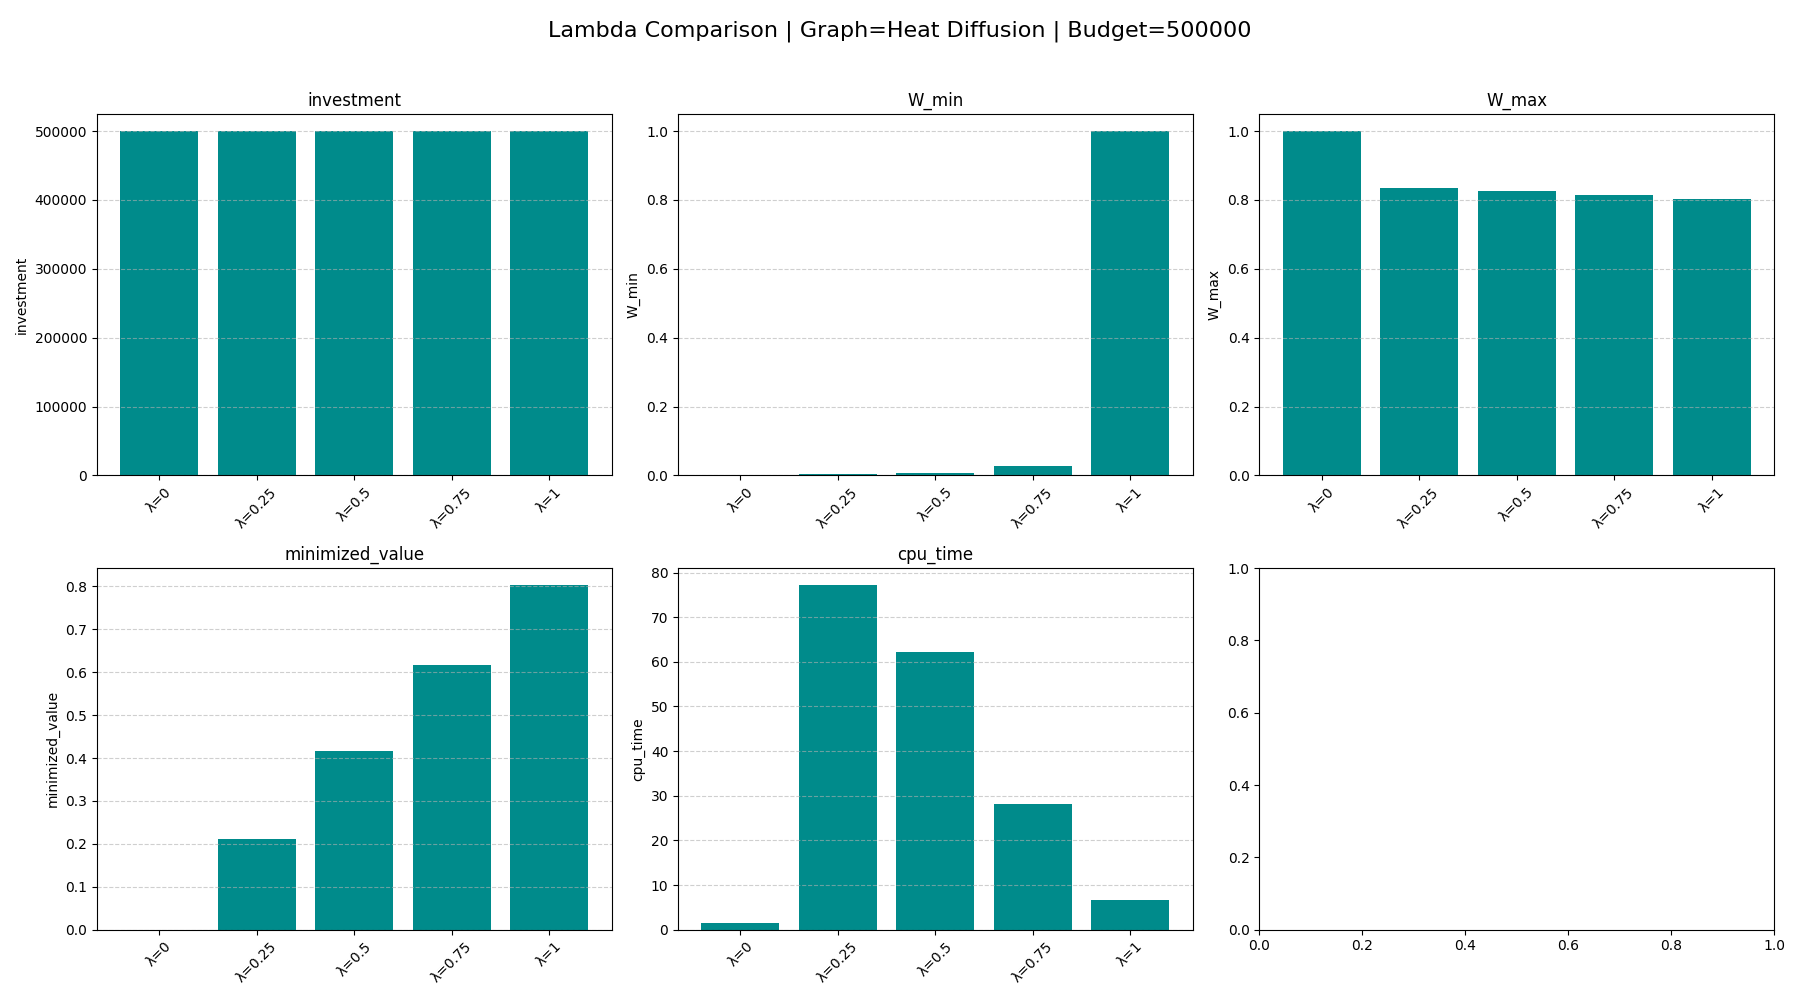 Lambda Comparison | Graph=Heat Diffusion | Budget=500000
investment
500000
400000
300000
200000
100000
0
investment
λ=0
λ=0.25
λ=0.5
λ=0.75
λ=1
W_min
1.0
0.8
0.6
0.4
0.2
0.0
W_min
λ=0
λ=0.25
λ=0.5
λ=0.75
λ=1
W_max
1.0
0.8
0.6
0.4
0.2
0.0
W_max
λ=0
λ=0.25
λ=0.5
λ=0.75
λ=1
minimized_value
0.8
0.7
0.6
0.5
0.4
0.3
0.2
0.1
0.0
minimized_value
λ=0
λ=0.25
λ=0.5
λ=0.75
λ=1
cpu_time
80
70
60
50
40
30
20
10
0
cpu_time
λ=0
λ=0.25
λ=0.5
λ=0.75
λ=1
1.0
0.8
0.6
0.4
0.2
0.0
0.0 0.2 0.4 0.6 0.8 1.0